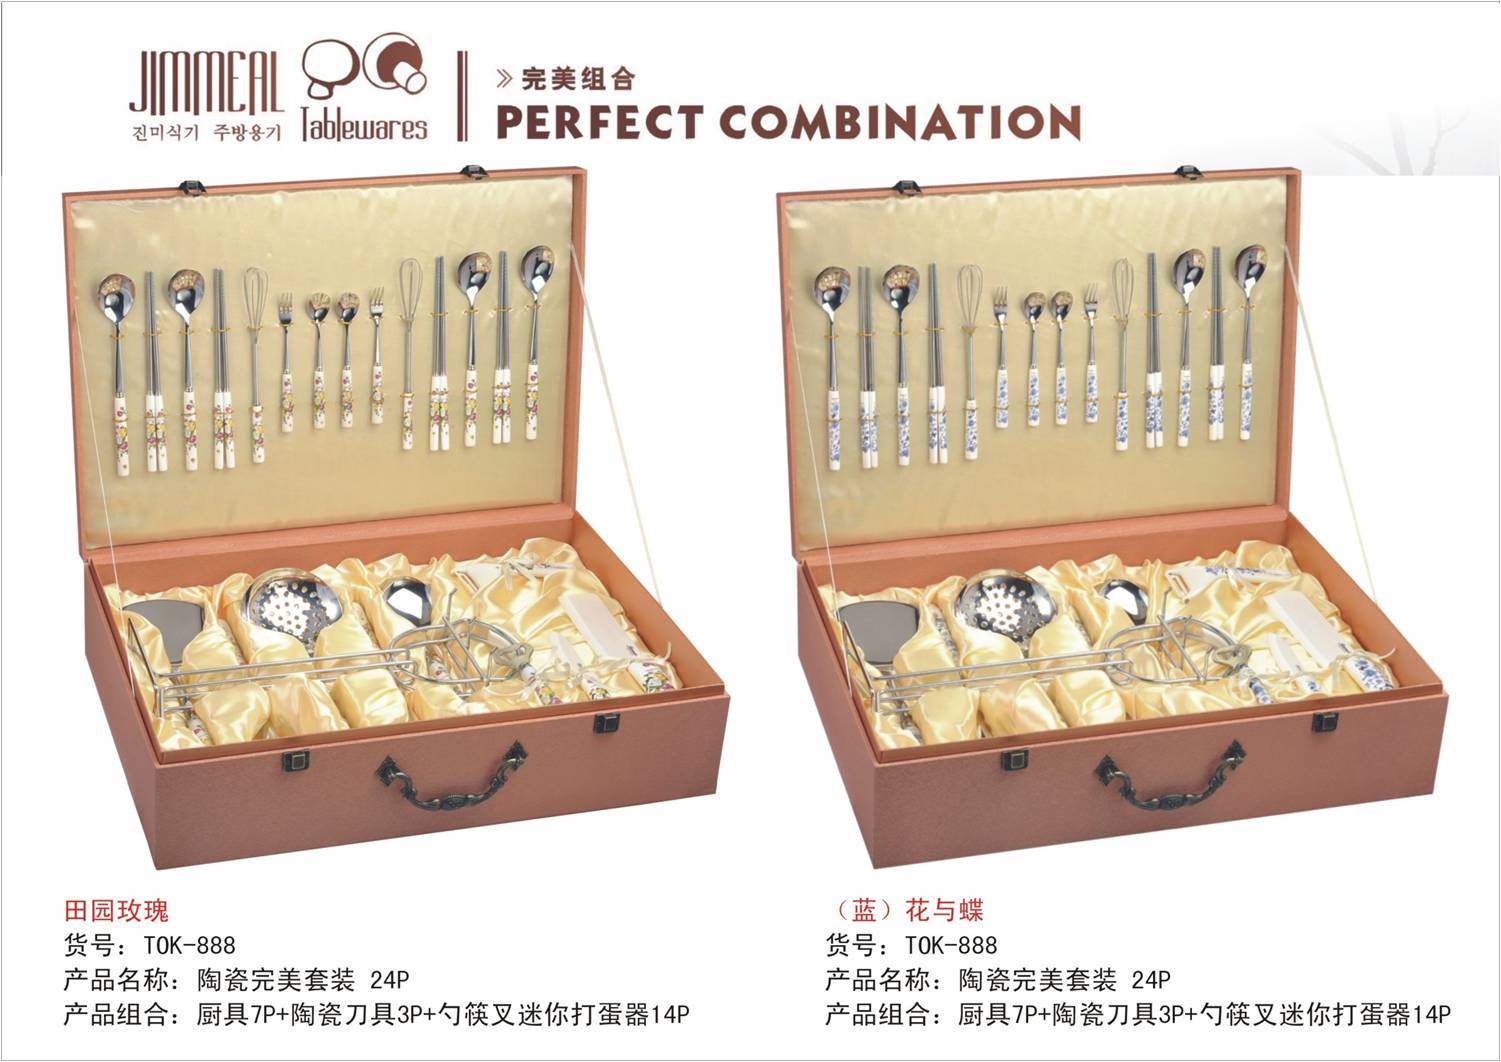 JIMMEAL
진미식기 주방용기
Tablewares
» 完美组合
PERFECT COMBINATION
田园玫瑰
货号：TOK-888
产品名称：陶瓷完美套装 24P
产品组合：厨具7P+陶瓷刀具3P+勺筷叉迷你打蛋器14P
（蓝）花与蝶
货号：TOK-888
产品名称：陶瓷完美套装 24P
产品组合：厨具7P+陶瓷刀具3P+勺筷叉迷你打蛋器14P